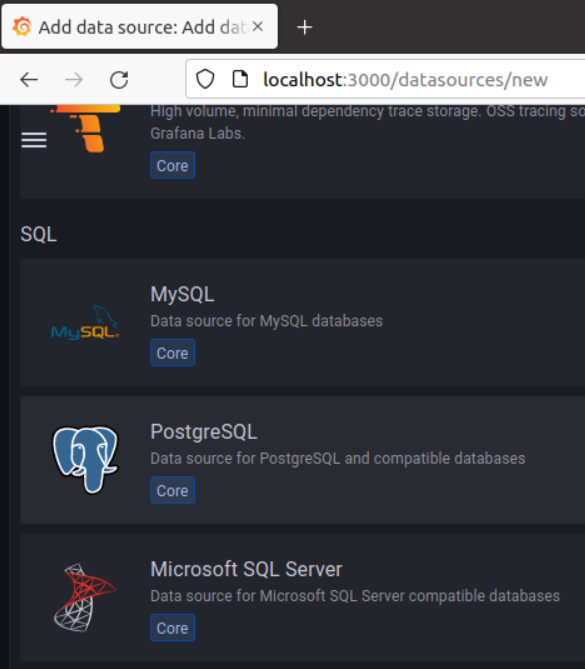 Add data source: Add dat
localhost:3000/datasources/new
High volume, minimal dependency trace storage. OSS tracing so
Grafana Labs.
Core
SQL
MySQL
MySQL
Data source for MySQL databases
Core
PostgreSQL
Data source for PostgreSQL and compatible databases
Core
Microsoft SQL Server
Data source for Microsoft SQL Server compatible databases
Core